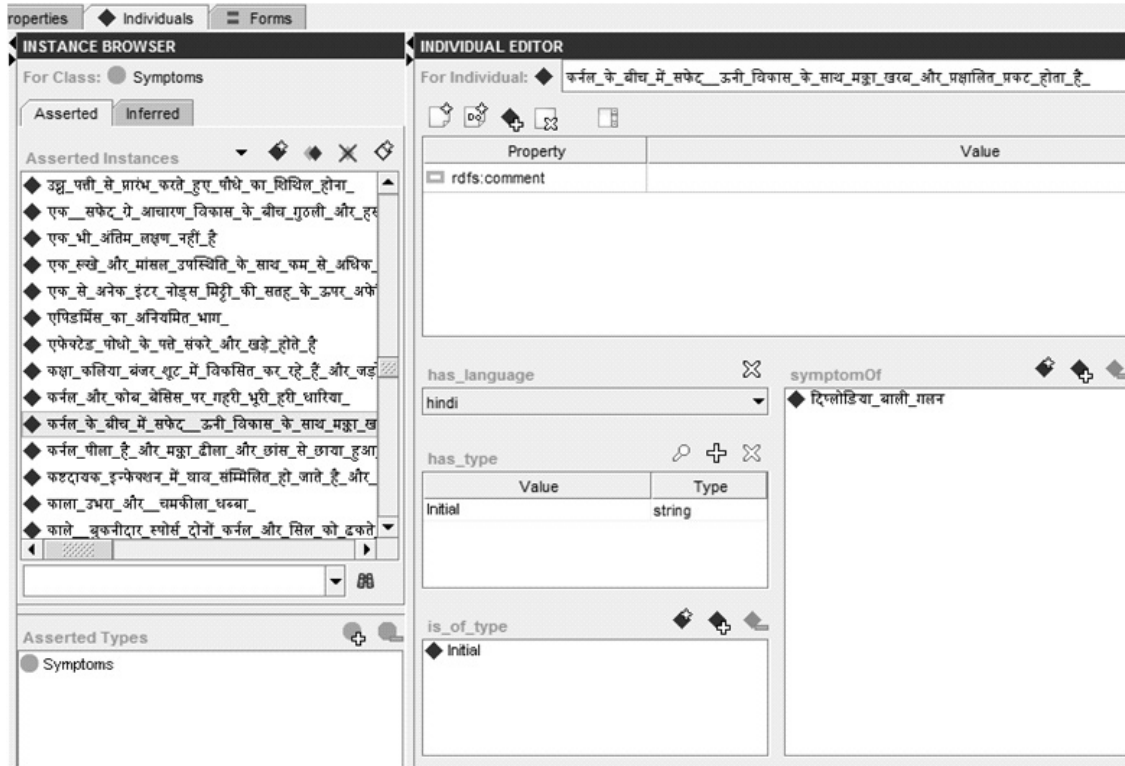 roperties Individuals Forms
INSTANCE BROWSER
For Class: Symptoms
Asserted Inferred
Asserted Instances
उन्न_पत्ती_से_प्रारंभ_करते_हुए_पौधे_का_शिथिल_होना_
एक__सफेद_ग्रे_आचारण_विकास_के_बीच_गुठली_और_हर
एक_भी_अंतिम_लक्षण_नहीं_है
एक_रूखे_और_मांसल_उपस्थिति_के_साथ_कम_से_अधिक_
एक_से_अनेक_इंटर_नोड्स_मिट्टी_की_सतह_के_ऊपर_अफे
एपिडर्मिस_का_अनियमित_भाग_
एफेक्टेड_पोधो_के_पत्ते_संकरे_और_खड़े_होते_है
कक्षा_कलिया_बंजर_शूट_में_विकसित_कर_रहे_हैं_और_जड़ो
कर्नल_और_कोब_बेसिस_पर_गहरी_भूरी_हरी_धारिया_
कर्नल_के_बीच_में_सफेद__ऊनी_विकास_के_साथ_मक्का_ख
कर्नल_पीला_है_और_मक्का_ढीला_और_छांस_से_छाया_हुआ
कष्टदायक_इन्फेक्शन_में_घाव_संम्मिलित_हो_जाते_है_और_
काला_उभरा_और__चमकीला_धब्बा_
काले__बुकनीदार_स्पोर्स_दोनों_कर्नल_और_सिल_को_ढकते
Asserted Types
Symptoms
INDIVIDUAL EDITOR
For Individual: कर्नल_के_बीच_में_सफेद__ऊनी_विकास_के_साथ_मक्का_खरब_और_प्रक्षालित_प्रकट_होता_है_
Property Value
rdfs:comment
has_language
hindi
has_type
Value Type
Initial string
is_of_type
Initial
symptomOf
ट्प्लोडिया_बाली_गलन